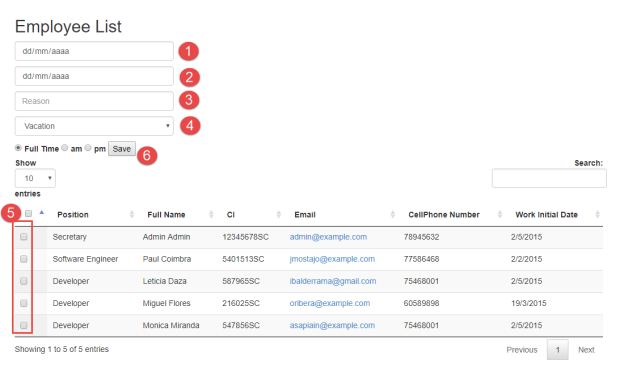 Employee List
dd/mm/aaaa 1
dd/mm/aaaa 2
Reason 3
Vacation 4
Full Time am pm Save 6
Show Search:
10
entries
5 Position Full Name CI Email CellPhone Number Work Initial Date
Secretary Admin Admin 12345678SC admin@example.com 78945632 2/5/2015
Software Engineer Paul Coimbra 5401513SC jmostajo@example.com 77586468 2/2/2015
Developer Leticia Daza 587965SC ibalderrama@gmail.com 75468001 2/5/2015
Developer Miguel Flores 216025SC oribera@example.com 60589898 19/3/2015
Developer Monica Miranda 547856SC asapiain@example.com 75468001 2/5/2015
Showing 1 to 5 of 5 entries Previous 1 Next